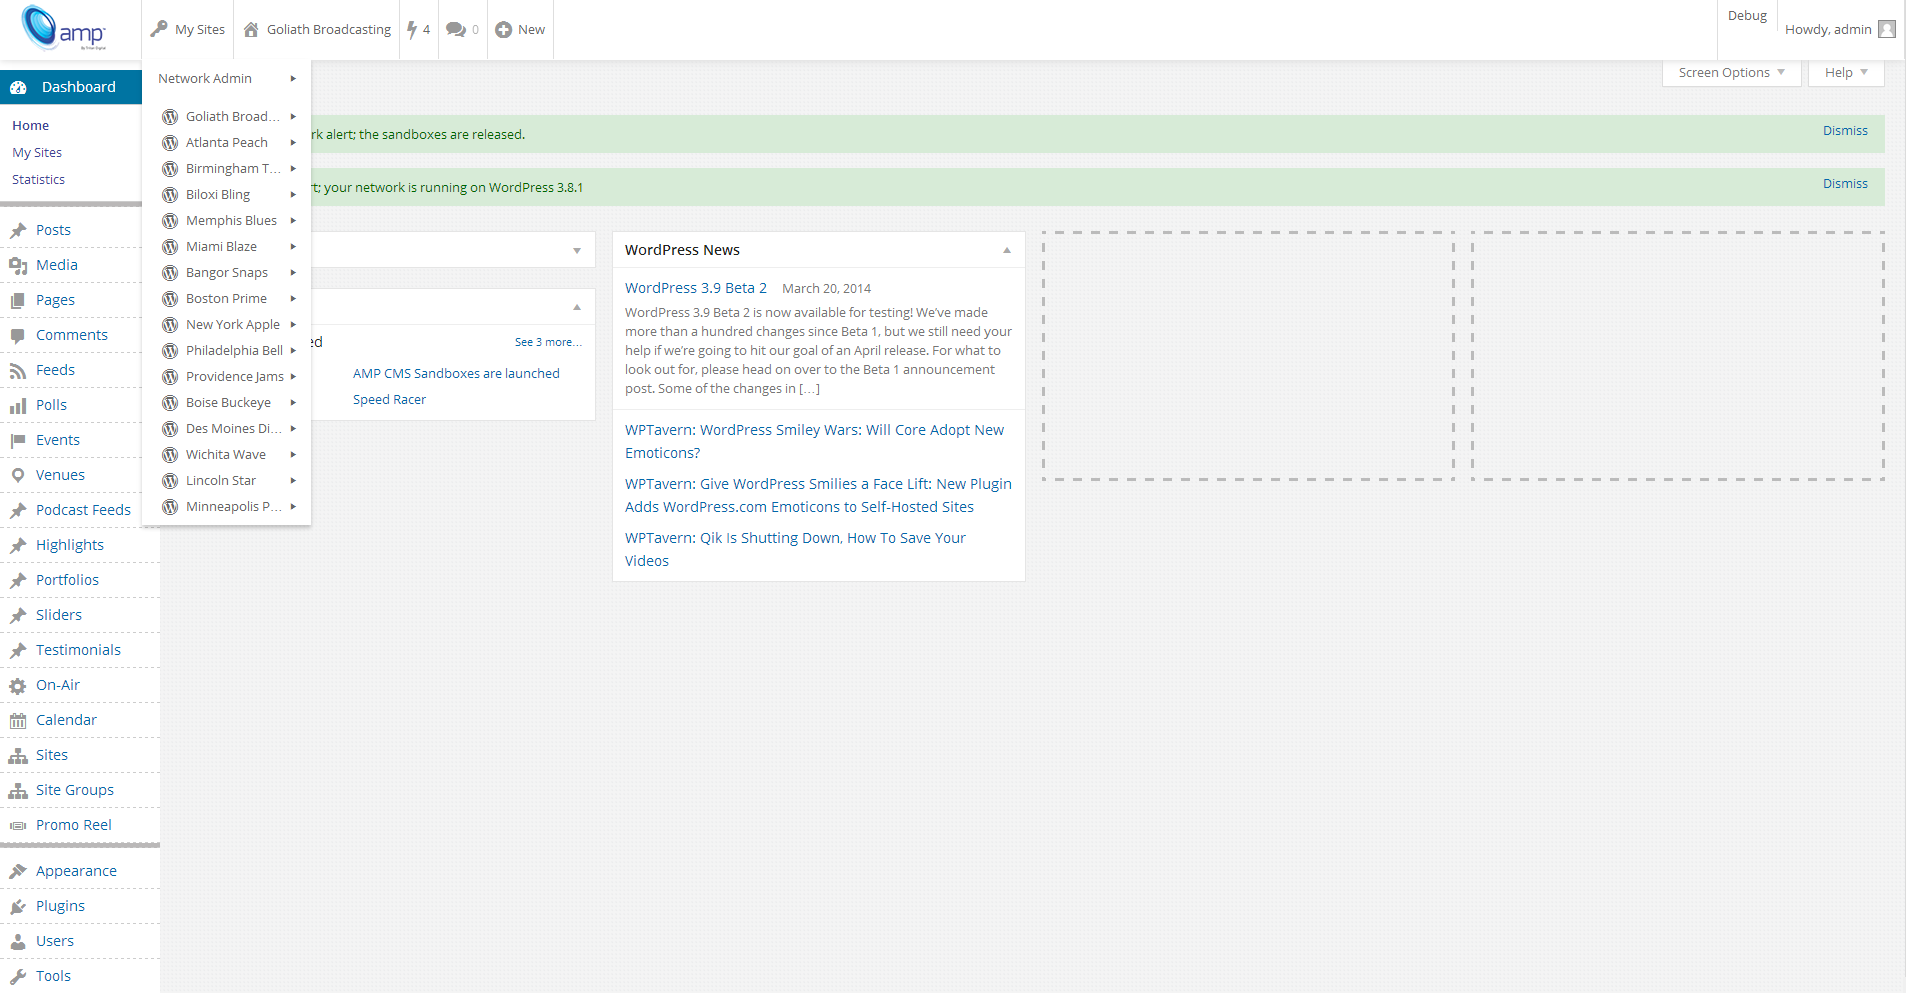 amp
My Sites
Goliath Broadcasting
4
0
New
Debug
Howdy, admin
Screen Options
Help
Dashboard
Home
My Sites
Statistics
Posts
Media
Pages
Comments
Feeds
Polls
Events
Venues
Podcast Feeds
Highlights
Portfolios
Sliders
Testimonials
On-Air
Calendar
Sites
Site Groups
Promo Reel
Appearance
Plugins
Users
Tools
Network Admin
Goliath Broad...
Atlanta Peach
Birmingham T...
Biloxi Bling
Memphis Blues
Miami Blaze
Bangor Snaps
Boston Prime
New York Apple
Philadelphia Bell
Providence Jams
Boise Buckeye
Des Moines Di...
Wichita Wave
Lincoln Star
Minneapolis P...
rk alert; the sandboxes are released.
Dismiss
rt; your network is running on WordPress 3.8.1
Dismiss
ed
See 3 more...
AMP CMS Sandboxes are launched
Speed Racer
WordPress News
WordPress 3.9 Beta 2 March 20, 2014
WordPress 3.9 Beta 2 is now available for testing! We've made
more than a hundred changes since Beta 1, but we still need your
help if we're going to hit our goal of an April release. For what to
look out for, please head on over to the Beta 1 announcement
post. Some of the changes in […]
WPTavern: WordPress Smiley Wars: Will Core Adopt New
Emoticons?
WPTavern: Give WordPress Smilies a Face Lift: New Plugin
Adds WordPress.com Emoticons to Self-Hosted Sites
WPTavern: Qik Is Shutting Down, How To Save Your
Videos